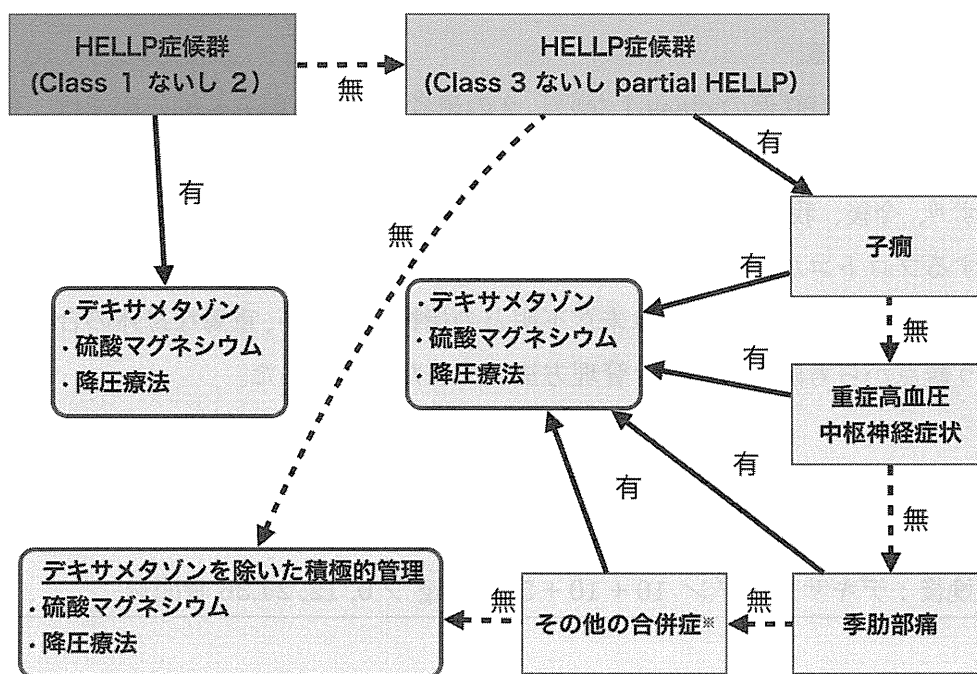 HELLP症候群
(Class 1 ないし 2)
無
HELLP症候群
(Class 3 ないし partial HELLP)
有
有
無
子癇
有
無
・デキサメタゾン
・硫酸マグネシウム
・降圧療法
・デキサメタゾン
・硫酸マグネシウム
・降圧療法
有
重症高血圧
中枢神経症状
有
有
無
デキサメタゾンを除いた積極的管理
・硫酸マグネシウム
・降圧療法
無
その他の合併症※
無
季肋部痛